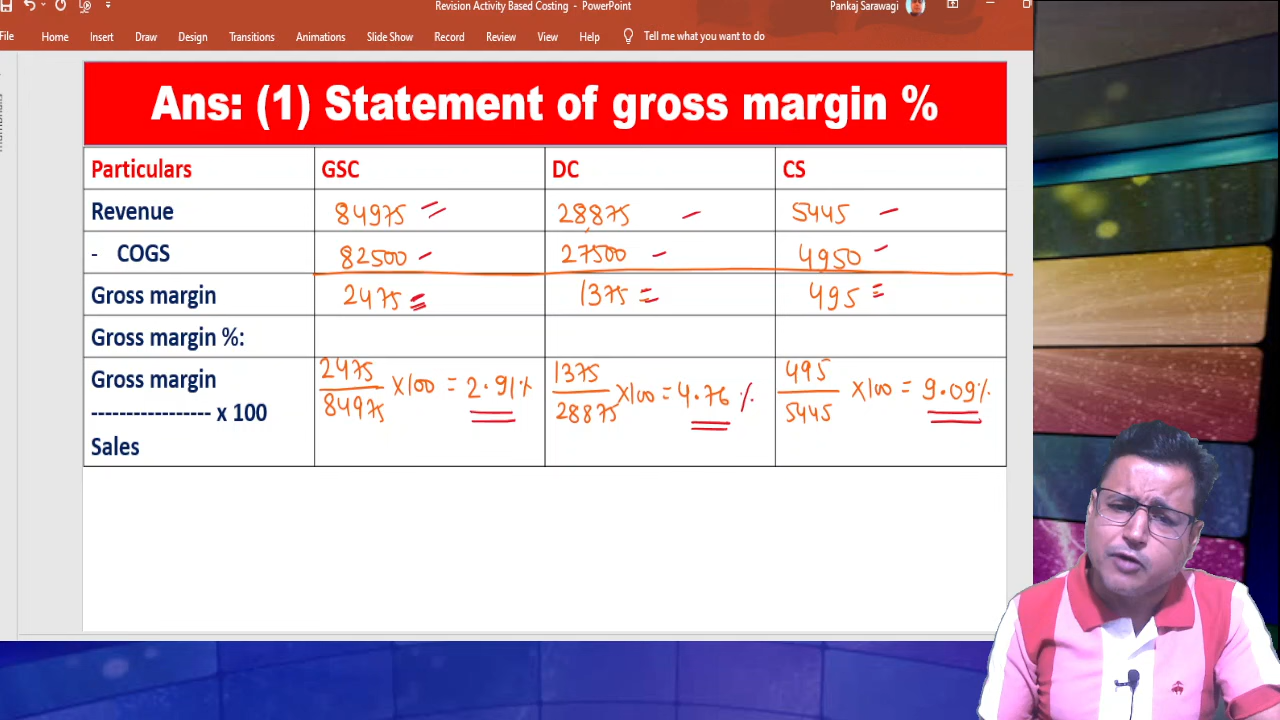 Revision Activity Based Costing - PowerPoint
Pankaj Sarawagi
File Home Insert Draw Design Transitions Animations Slide Show Record Review View Help Tell me what you want to do
Ans: (1) Statement of gross margin %
Particulars GSC DC CS
Revenue 84975 28875 5445
- COGS 82500 27500 4950
Gross margin 2475 1375 495
Gross margin %:
Gross margin 2475 1375 495
----------------- x 100 x100 = 2.91% x100 = 4.76 % x100 = 9.09%
Sales 84975 28875 5445